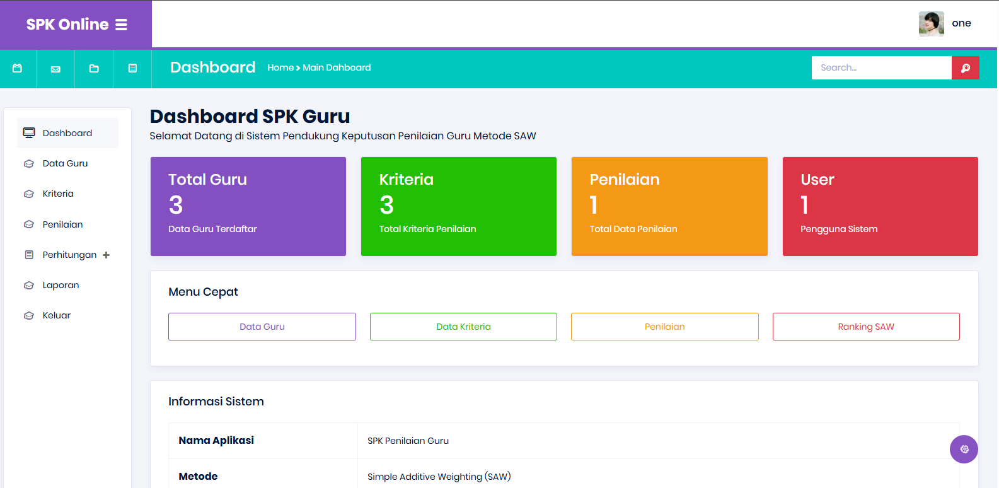 SPK Online
one
Dashboard
Home > Main Dahboard
Search...
Dashboard
Data Guru
Kriteria
Penilaian
Perhitungan +
Laporan
Keluar
Dashboard SPK Guru
Selamat Datang di Sistem Pendukung Keputusan Penilaian Guru Metode SAW
Total Guru
3
Data Guru Terdaftar
Kriteria
3
Total Kriteria Penilaian
Penilaian
1
Total Data Penilaian
User
1
Pengguna Sistem
Menu Cepat
Data Guru
Data Kriteria
Penilaian
Ranking SAW
Informasi Sistem
Nama Aplikasi
SPK Penilaian Guru
Metode
Simple Additive Weighting (SAW)